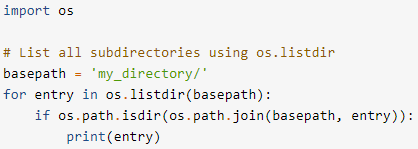 import os

# List all subdirectories using os.listdir
basepath = 'my_directory/'
for entry in os.listdir(basepath):
    if os.path.isdir(os.path.join(basepath, entry)):
        print(entry)